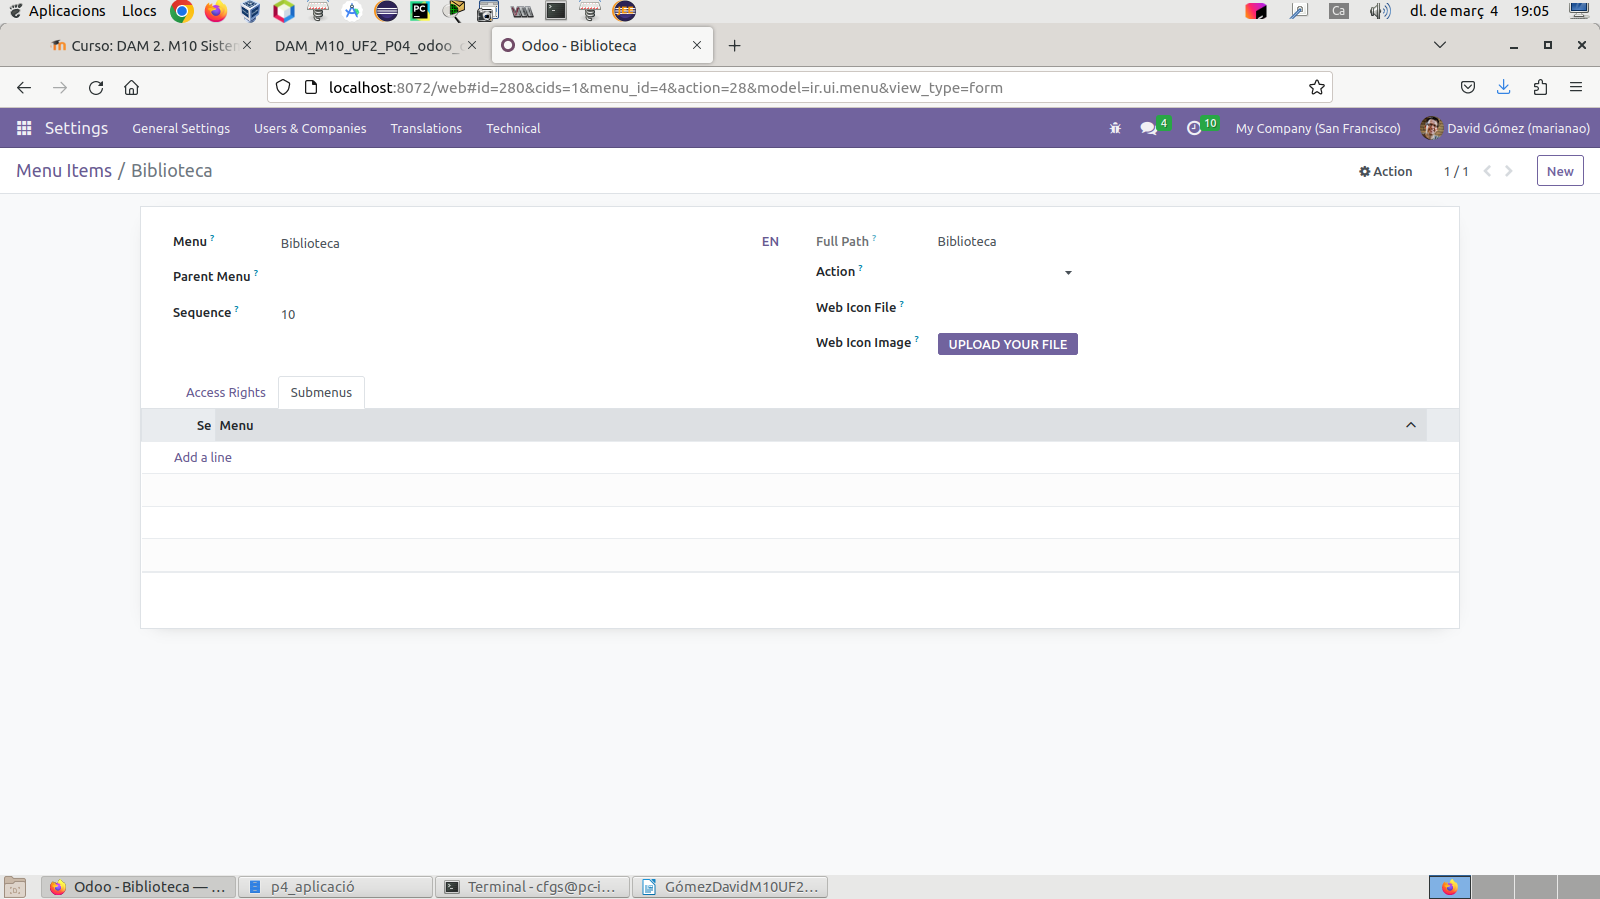 Aplicacions Llocs Ca dl. de març 4 19:05
Curso: DAM 2. M10 Sister DAM_M10_UF2_P04_odoo_ Odoo - Biblioteca
localhost:8072/web#id=280&cids=1&menu_id=4&action=28&model=ir.ui.menu&view_type=form
Settings General Settings Users & Companies Translations Technical 4 10 My Company (San Francisco) David Gómez (marianao)
Menu Items / Biblioteca Action 1 / 1 New
Menu ? Biblioteca EN Full Path ? Biblioteca
Parent Menu ? Action ?
Sequence ? 10 Web Icon File ?
Web Icon Image ? UPLOAD YOUR FILE
Access Rights Submenus
Se Menu
Add a line
Odoo - Biblioteca — ... p4_aplicació Terminal - cfgs@pc-i... GómezDavidM10UF2...